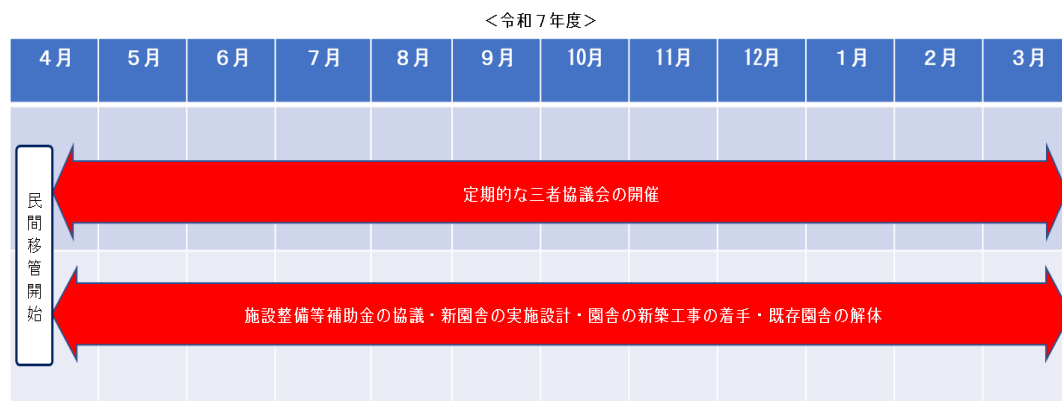 ＜令和７年度＞
４月 ５月 ６月 ７月 ８月 ９月 10月 11月 12月 １月 ２月 ３月
民間移管開始
定期的な三者協議会の開催
施設整備等補助金の協議・新園舎の実施設計・園舎の新築工事の着手・既存園舎の解体